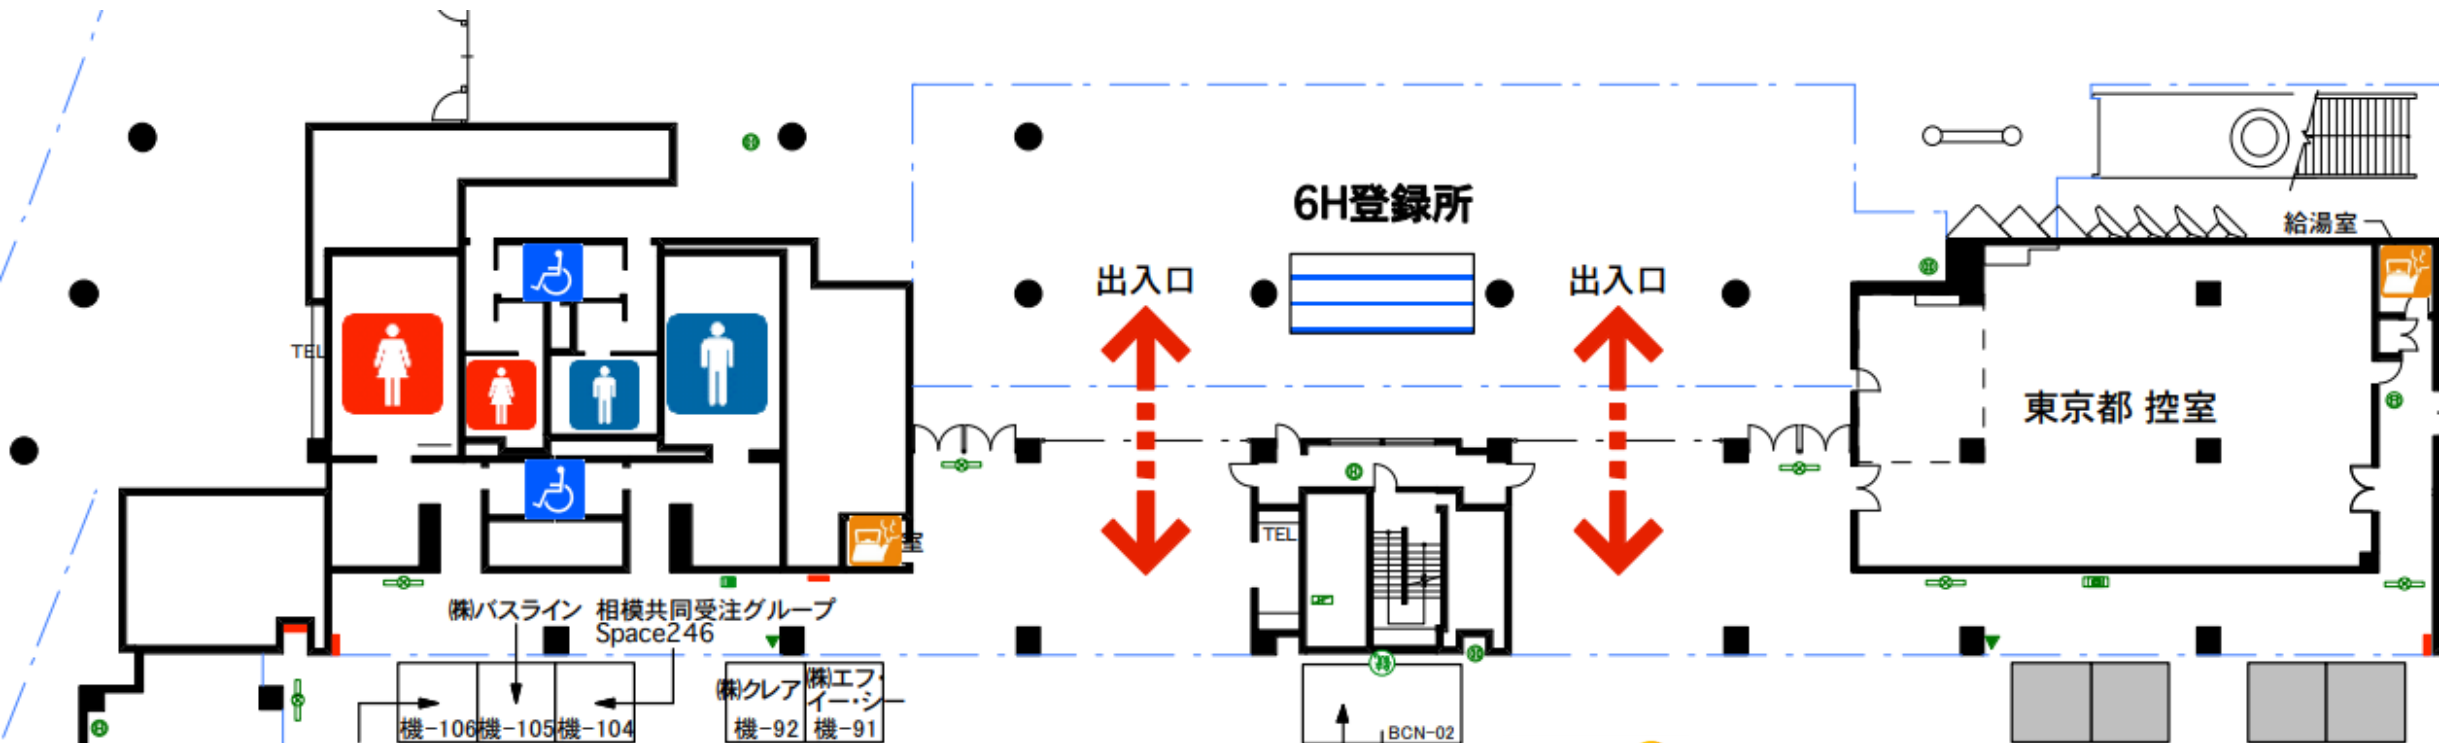 6H登録所
給湯室
出入口
出入口
TEL
東京都 控室
TEL
室
㈱バスライン
相模共同受注グループ
Space246
㈱クレア
㈱エフ・
イー・シー
機-106
機-105
機-104
機-92
機-91
BCN-02